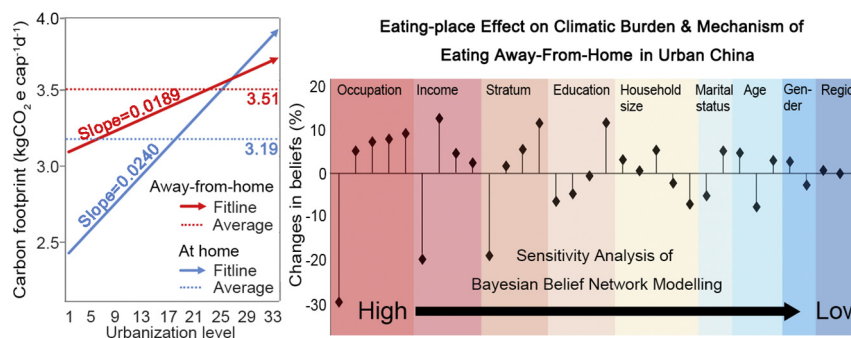 Carbon footprint (kgCO₂ e cap⁻¹d⁻¹)
4.0
3.5
3.0
2.5
Slope=0.0189
3.51
3.19
Slope=0.0240
Away-from-home
Fitline
Average
At home
Fitline
Average
1 5 9 13 17 21 25 29 33
Urbanization level
Eating-place Effect on Climatic Burden & Mechanism of
Eating Away-From-Home in Urban China
Changes in beliefs (%)
20
10
0
-10
-20
-30
Occupation
Income
Stratum
Education
Household
size
Marital
status
Age
Gen-
der
Regio
Sensitivity Analysis of
Bayesian Belief Network Modelling
High
Low